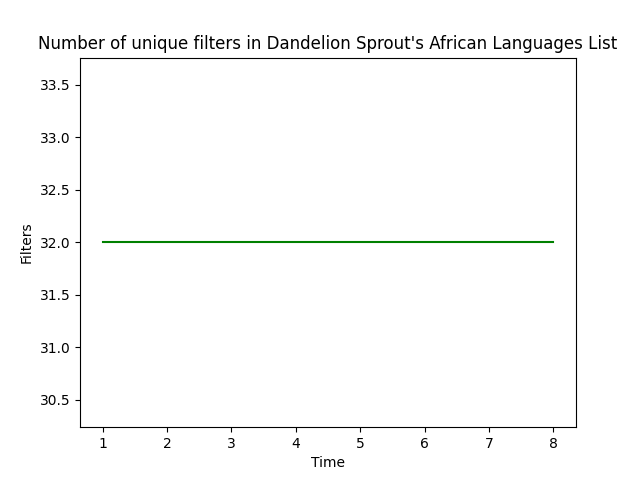 Number of unique filters in Dandelion Sprout's African Languages List
33.5
33.0
32.5
32.0
31.5
31.0
30.5
Filters
1 2 3 4 5 6 7 8
Time